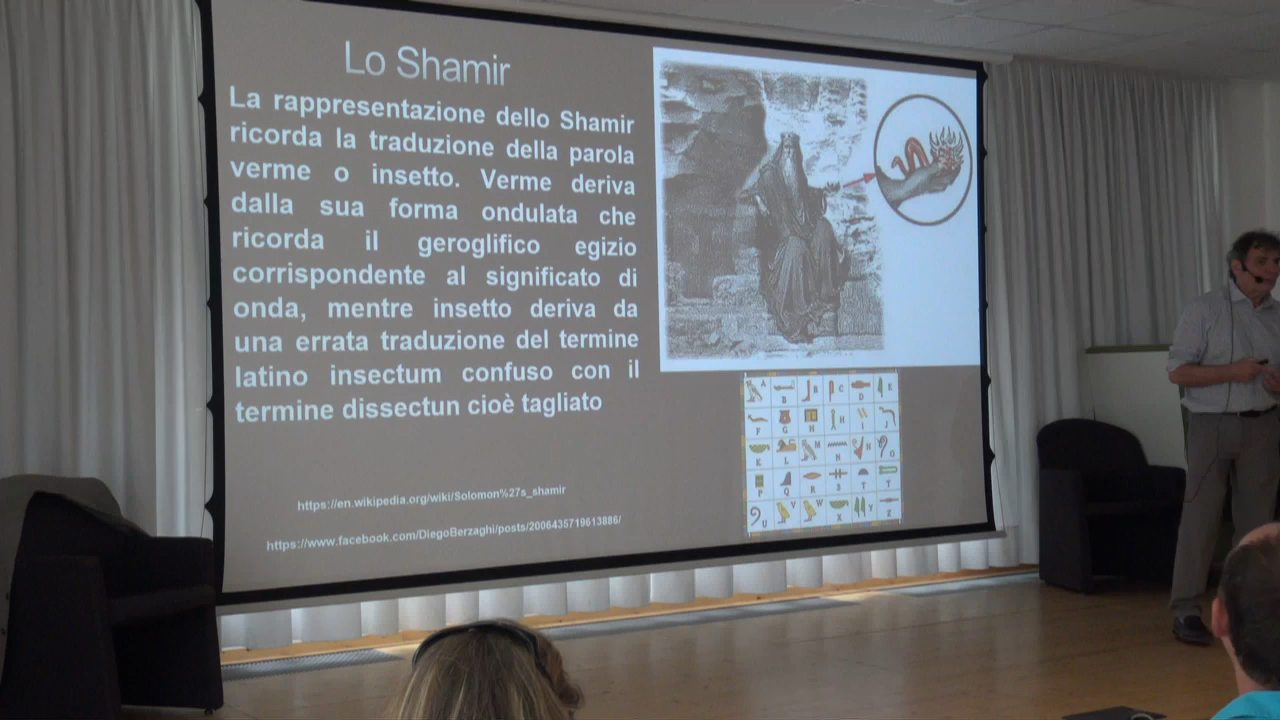 Lo Shamir
La rappresentazione dello Shamir
ricorda la traduzione della parola
verme o insetto. Verme deriva
dalla sua forma ondulata che
ricorda il geroglifico egizio
corrispondente al significato di
onda, mentre insetto deriva da
una errata traduzione del termine
latino insectum confuso con il
termine dissectun cioè tagliato
https://en.wikipedia.org/wiki/Solomon%27s_shamir
https://www.facebook.com/DiegoBerzaghi/posts/2006435719613886/
A B B C D E
F G H H I J
K L M N N O
P Q R S T T
U V W X Y Z